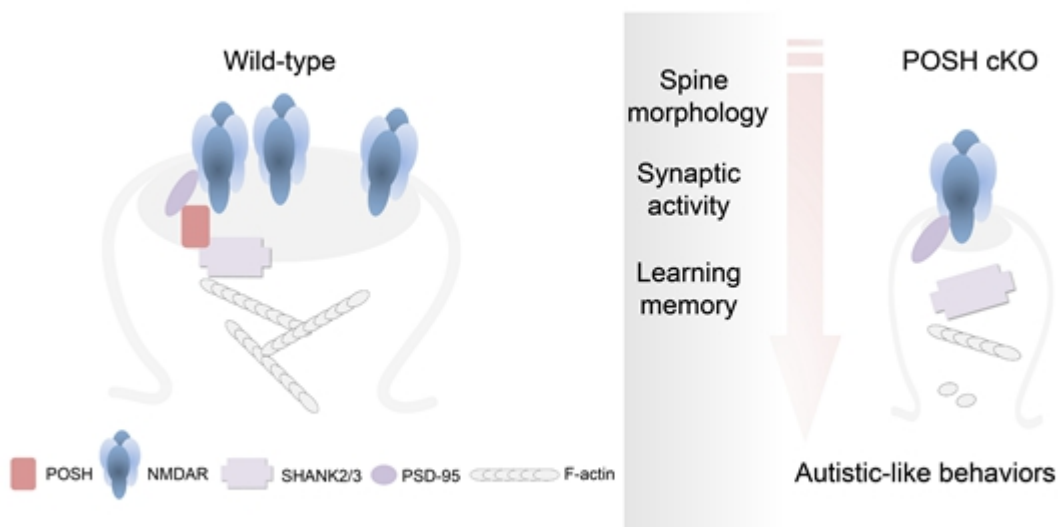 Wild-type
POSH
NMDAR
SHANK2/3
PSD-95
F-actin
Spine
morphology
Synaptic
activity
Learning
memory
POSH cKO
Autistic-like behaviors